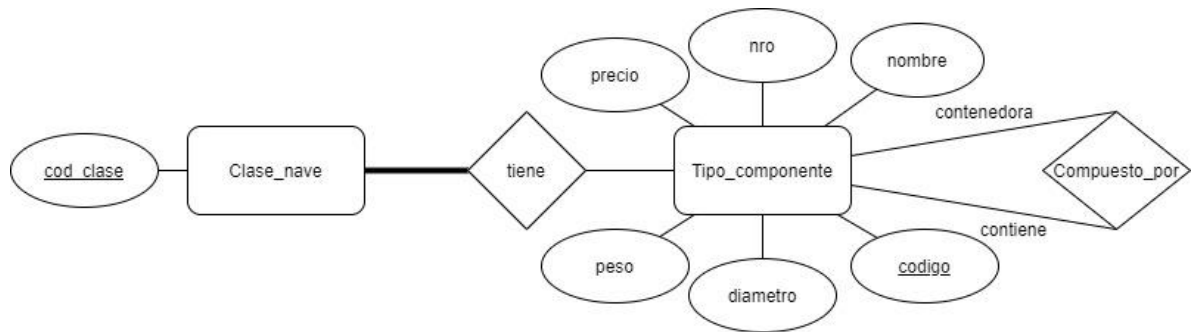 nro
precio
nombre
contenedora
cod_clase
Clase_nave
tiene
Tipo_componente
Compuesto_por
contiene
peso
diametro
codigo